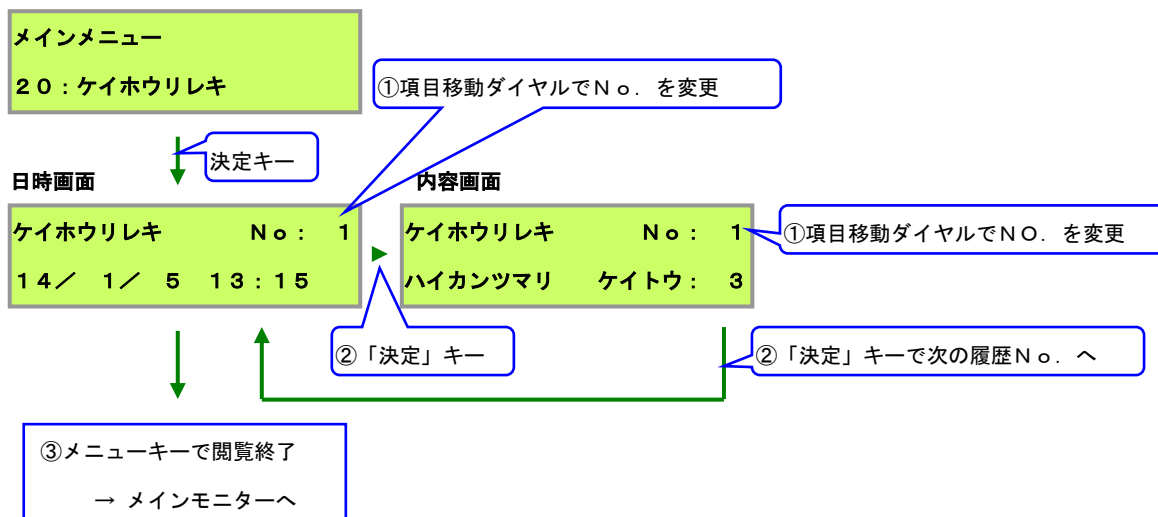 メインメニュー
20:ケイホウリレキ
①項目移動ダイヤルでNo．を変更
決定キー
日時画面
内容画面
ケイホウリレキ No: 1
14／ 1／ 5 13:15
ケイホウリレキ No: 1
ハイカンツマリ ケイトウ: 3
①項目移動ダイヤルでNO．を変更
②「決定」キー
②「決定」キーで次の履歴No．へ
③メニューキーで閲覧終了
→ メインモニターへ